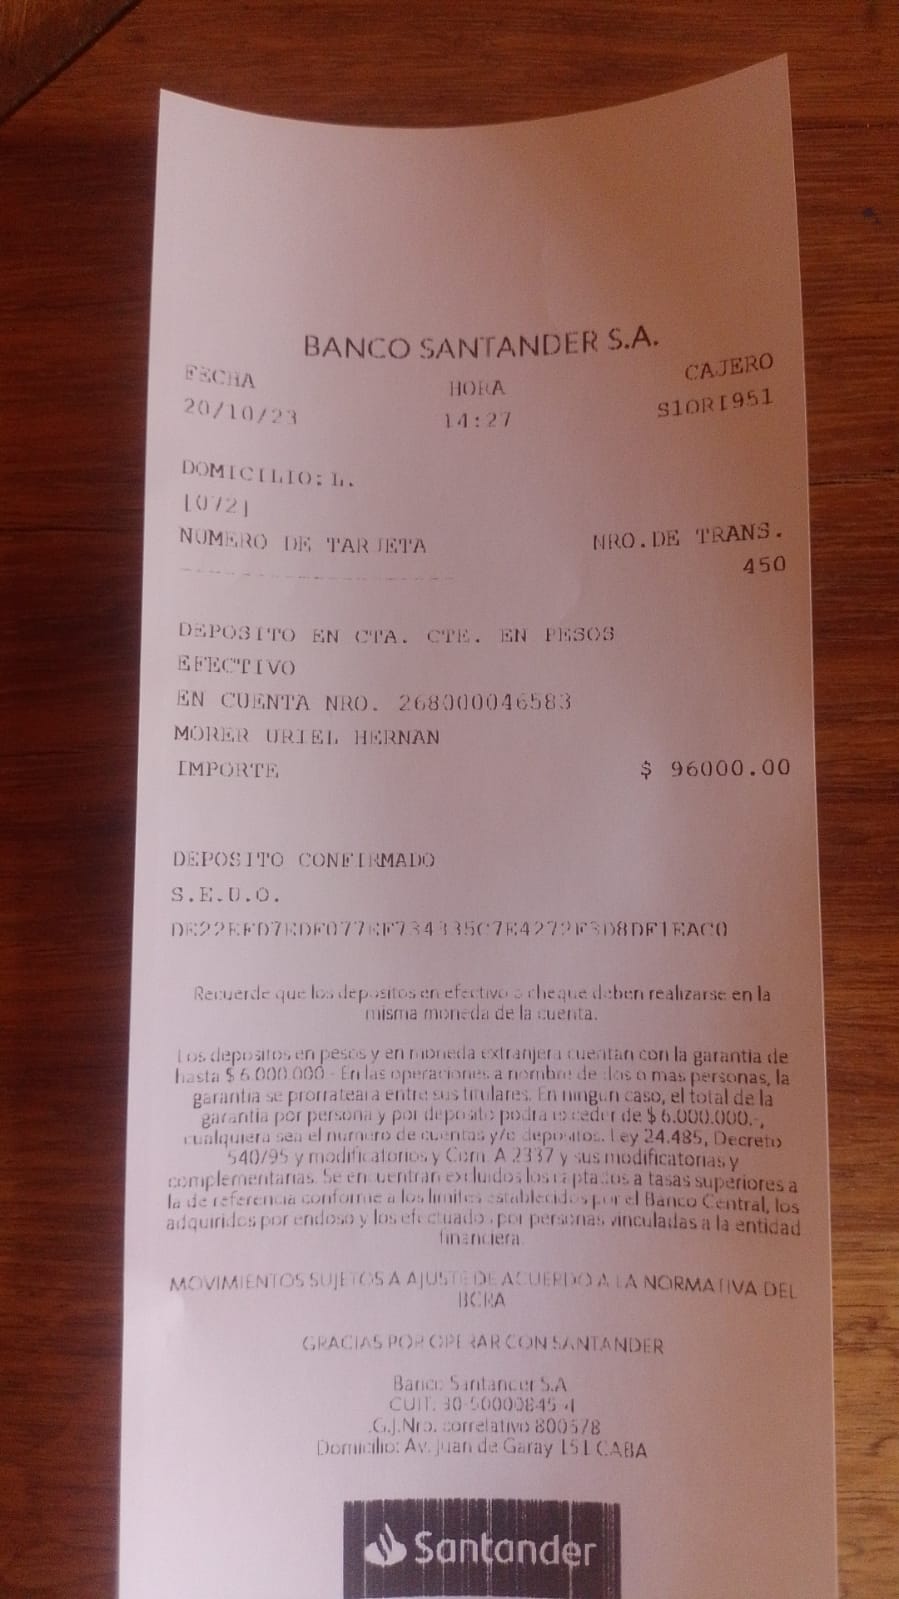 BANCO SANTANDER S.A.
FECHA HORA CAJERO
20/10/23 14:27 S1ORI951
DOMICILIO: L.
[072]
NUMERO DE TARJETA NRO.DE TRANS.
450
DEPOSITO EN CTA. CTE. EN PESOS
EFECTIVO
EN CUENTA NRO. 268000046583
MORER URIEL HERNAN
IMPORTE $ 96000.00
DEPOSITO CONFIRMADO
S.E.U.O.
Recuerde que los depositos en efectivo o cheque deben realizarse en la
misma moneda de la cuenta.
Los depositos en pesos y en moneda extranjera cuentan con la garantia de
hasta $ 6.000.000 - En las operaciones a nombre de dos o mas personas, la
garantia se prorrateara entre sus titulares. En ningun caso, el total de la
garantia por persona y por deposito podra exceder de $ 6.000.000.-,
cualquiera sea el numero de cuentas y/o depositos. Ley 24.485, Decreto
540/95 y modificatorios y Com. A 2337 y sus modificatorias y
complementarias. Se encuentran excluidos los captados a tasas superiores a
la de referencia conforme a los limites establecidos por el Banco Central, los
adquiridos por endoso y los efectuados por personas vinculadas a la entidad
financiera.
MOVIMIENTOS SUJETOS A AJUSTE DE ACUERDO A LA NORMATIVA DEL
BCRA
GRACIAS POR OPERAR CON SANTANDER
Banco Santander S.A
CUIT: 30-50000845-4
.G.J.Nro. correlativo 800578
Domicilio: Av. Juan de Garay 151 CABA
Santander